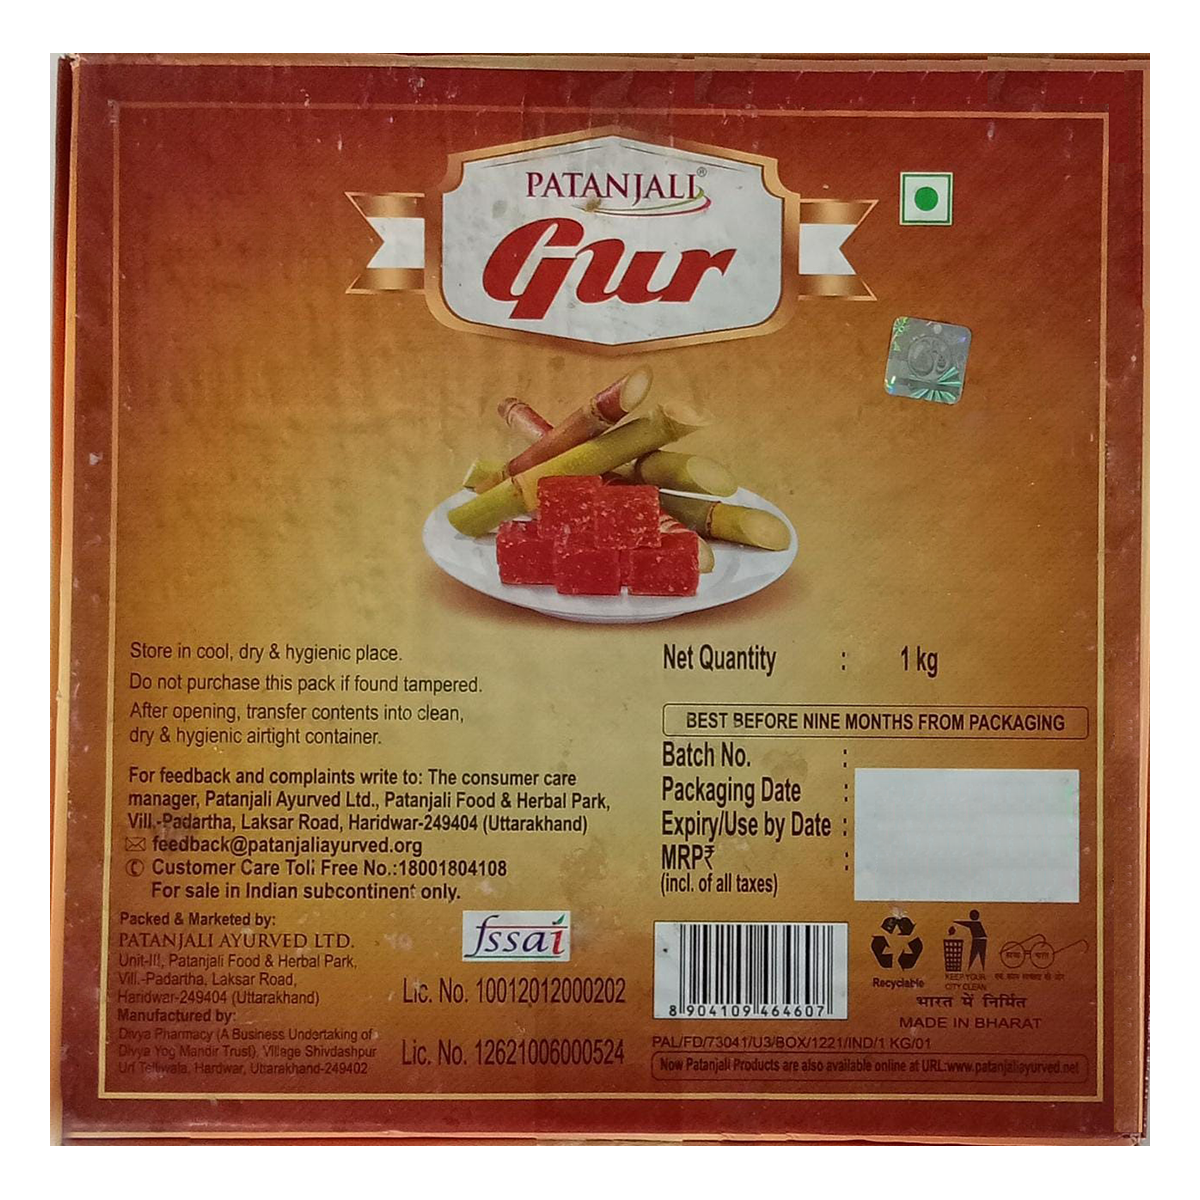 PATANJALI®
Gur
Store in cool, dry & hygienic place.
Do not purchase this pack if found tampered.
After opening, transfer contents into clean,
dry & hygienic airtight container.
For feedback and complaints write to: The consumer care
manager, Patanjali Ayurved Ltd., Patanjali Food & Herbal Park,
Vill.-Padartha, Laksar Road, Haridwar-249404 (Uttarakhand)
feedback@patanjaliayurved.org
Customer Care Toll Free No.:18001804108
For sale in Indian subcontinent only.
Packed & Marketed by:
PATANJALI AYURVED LTD.
Unit-III, Patanjali Food & Herbal Park,
Vill.-Padartha, Laksar Road,
Haridwar-249404 (Uttarakhand)
Manufactured by:
Divya Pharmacy (A Business Undertaking of
Divya Yog Mandir Trust), Village Shivdashpur
Urf Telliwala, Hardwar, Uttarakhand-249402
fssai
Lic. No. 10012012000202
Lic. No. 12621006000524
Net Quantity : 1 kg
BEST BEFORE NINE MONTHS FROM PACKAGING
Batch No. :
Packaging Date :
Expiry/Use by Date :
MRP₹ :
(incl. of all taxes)
8 904109 464607
Recyclable
KEEP YOUR
CITY CLEAN
भारत में निर्मित
MADE IN BHARAT
PAL/FD/73041/U3/BOX/1221/IND/1 KG/01
Now Patanjali Products are also available online at URL:www.patanjaliayurved.net